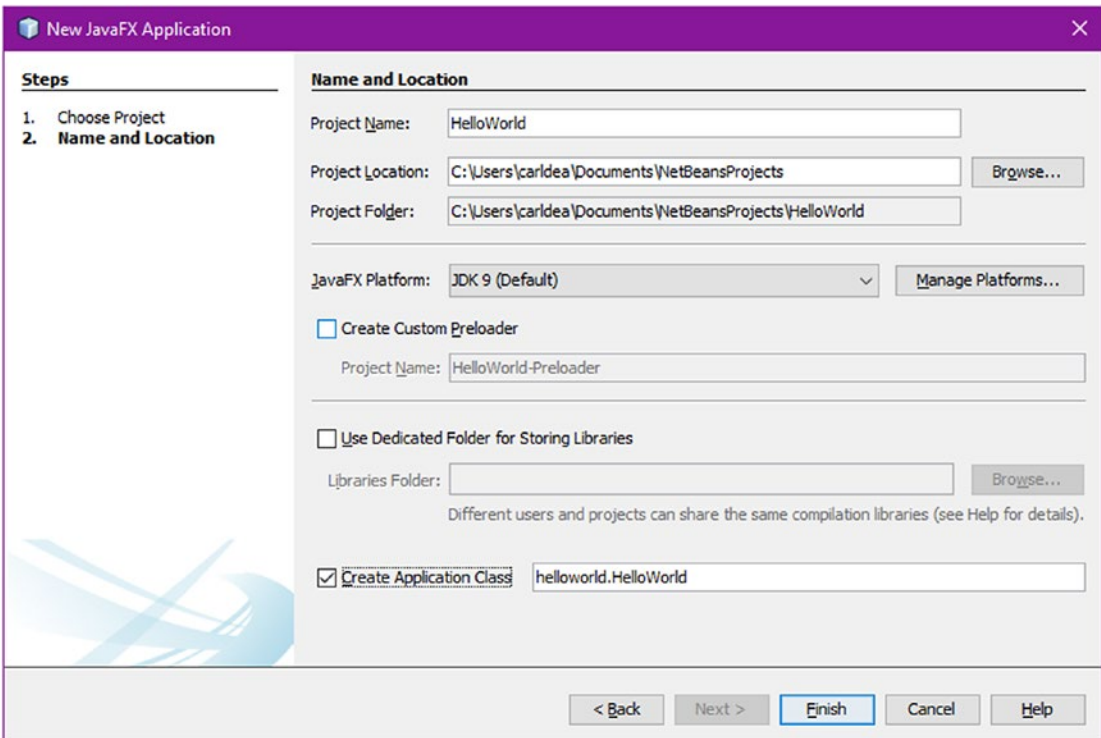 New JavaFX Application
Steps
1. Choose Project
2. Name and Location
Name and Location
Project Name: HelloWorld
Project Location: C:\Users\carldea\Documents\NetBeansProjects Browse...
Project Folder: C:\Users\carldea\Documents\NetBeansProjects\HelloWorld
JavaFX Platform: JDK 9 (Default) Manage Platforms...
Create Custom Preloader
Project Name: HelloWorld-Preloader
Use Dedicated Folder for Storing Libraries
Libraries Folder: Browse...
Different users and projects can share the same compilation libraries (see Help for details).
Create Application Class helloworld.HelloWorld
< Back Next > Finish Cancel Help